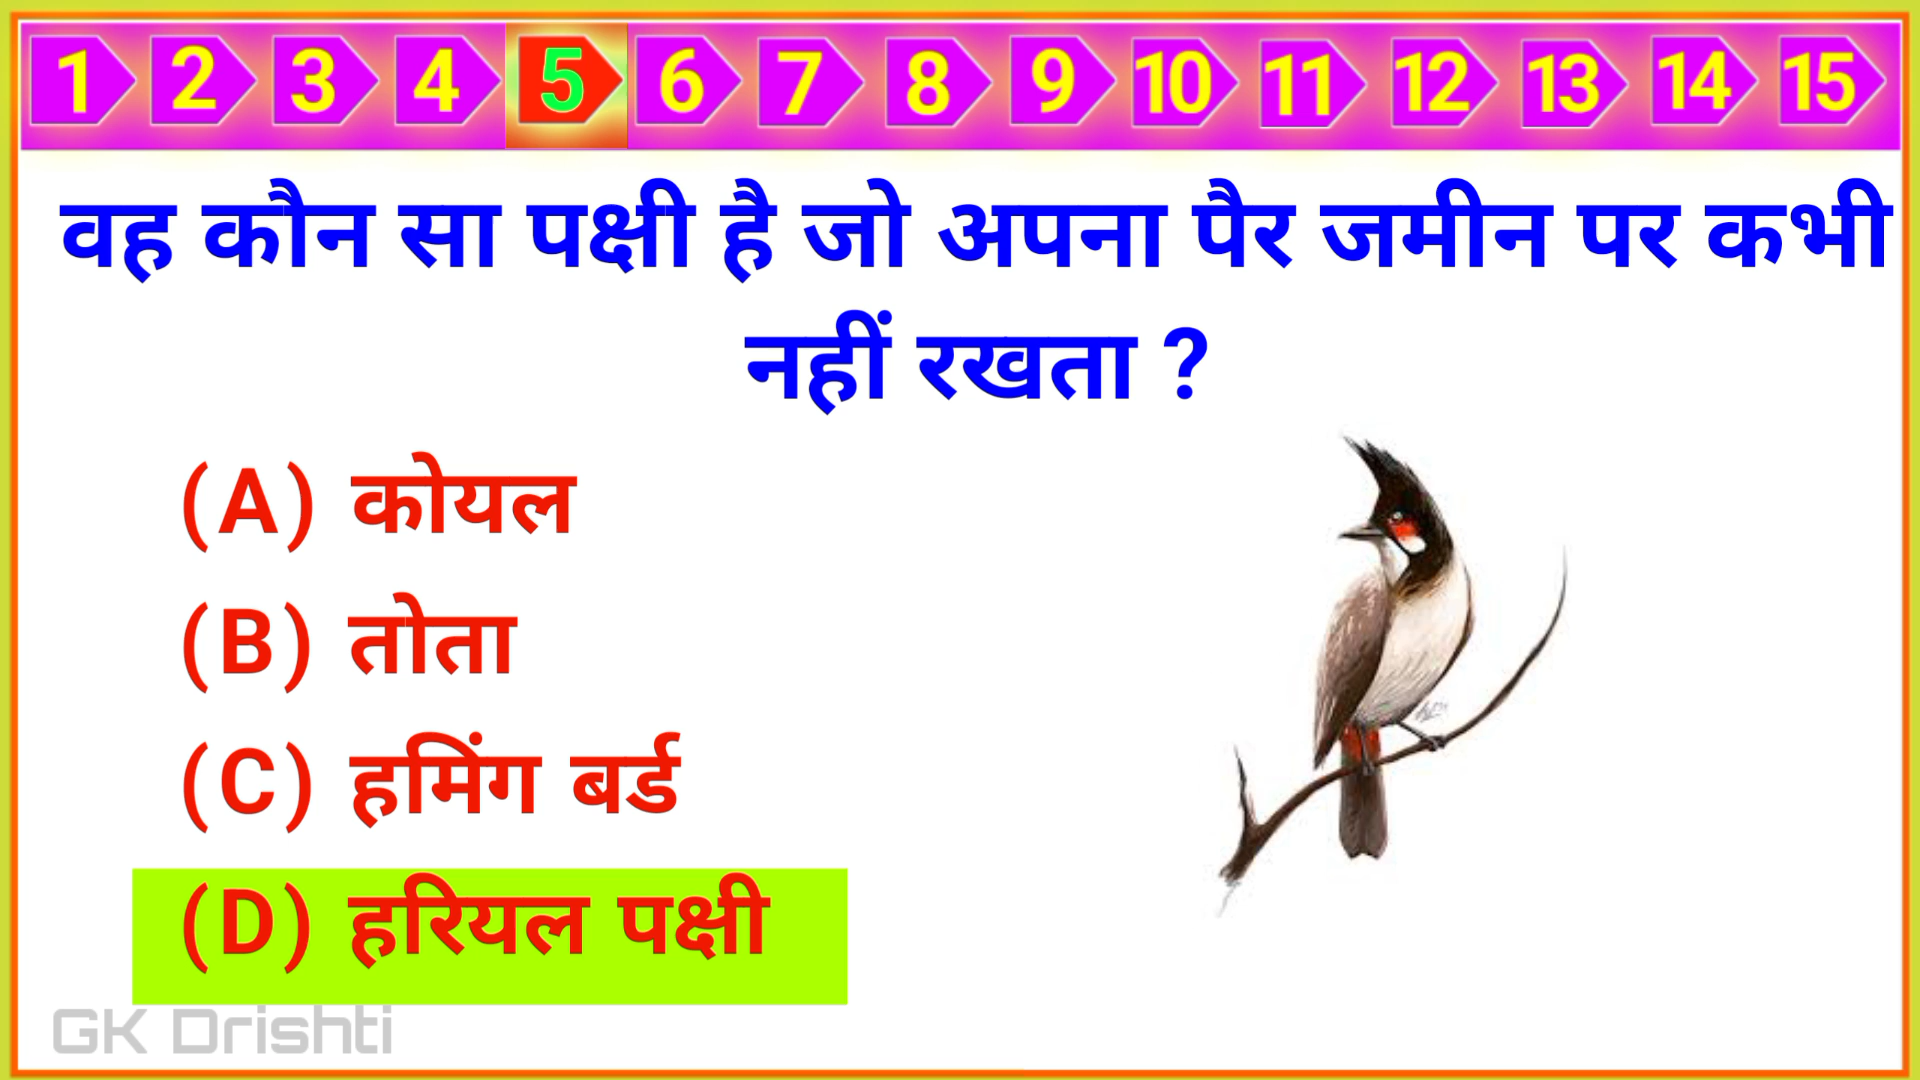 1 2 3 4 5 6 7 8 9 10 11 12 13 14 15
वह कौन सा पक्षी है जो अपना पैर जमीन पर कभी
नहीं रखता ?
(A) कोयल
(B) तोता
(C) हमिंग बर्ड
(D) हरियल पक्षी
GK Drishti